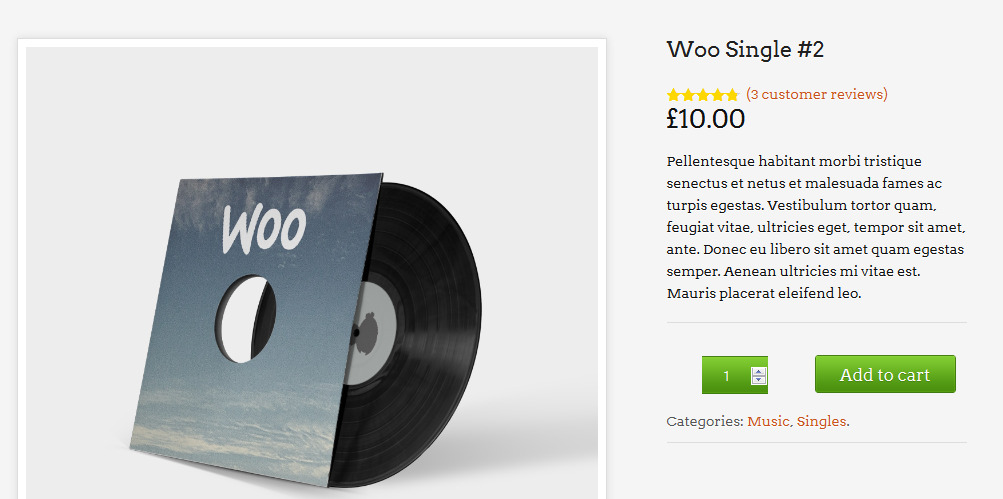 Woo Single #2
(3 customer reviews)
£10.00
Pellentesque habitant morbi tristique
senectus et netus et malesuada fames ac
turpis egestas. Vestibulum tortor quam,
feugiat vitae, ultricies eget, tempor sit amet,
ante. Donec eu libero sit amet quam egestas
semper. Aenean ultricies mi vitae est.
Mauris placerat eleifend leo.
WOO
1
Add to cart
Categories: Music, Singles.